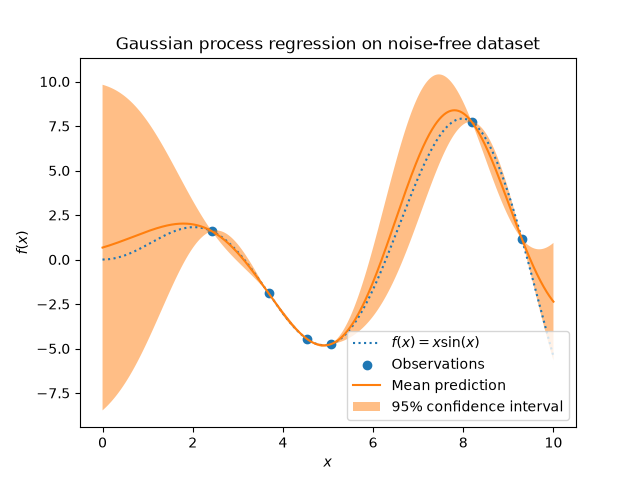 Gaussian process regression on noise-free dataset
f(x)
10.0
7.5
5.0
2.5
0.0
−2.5
−5.0
−7.5
f(x) = xsin(x)
Observations
Mean prediction
95% confidence interval
0 2 4 6 8 10
x